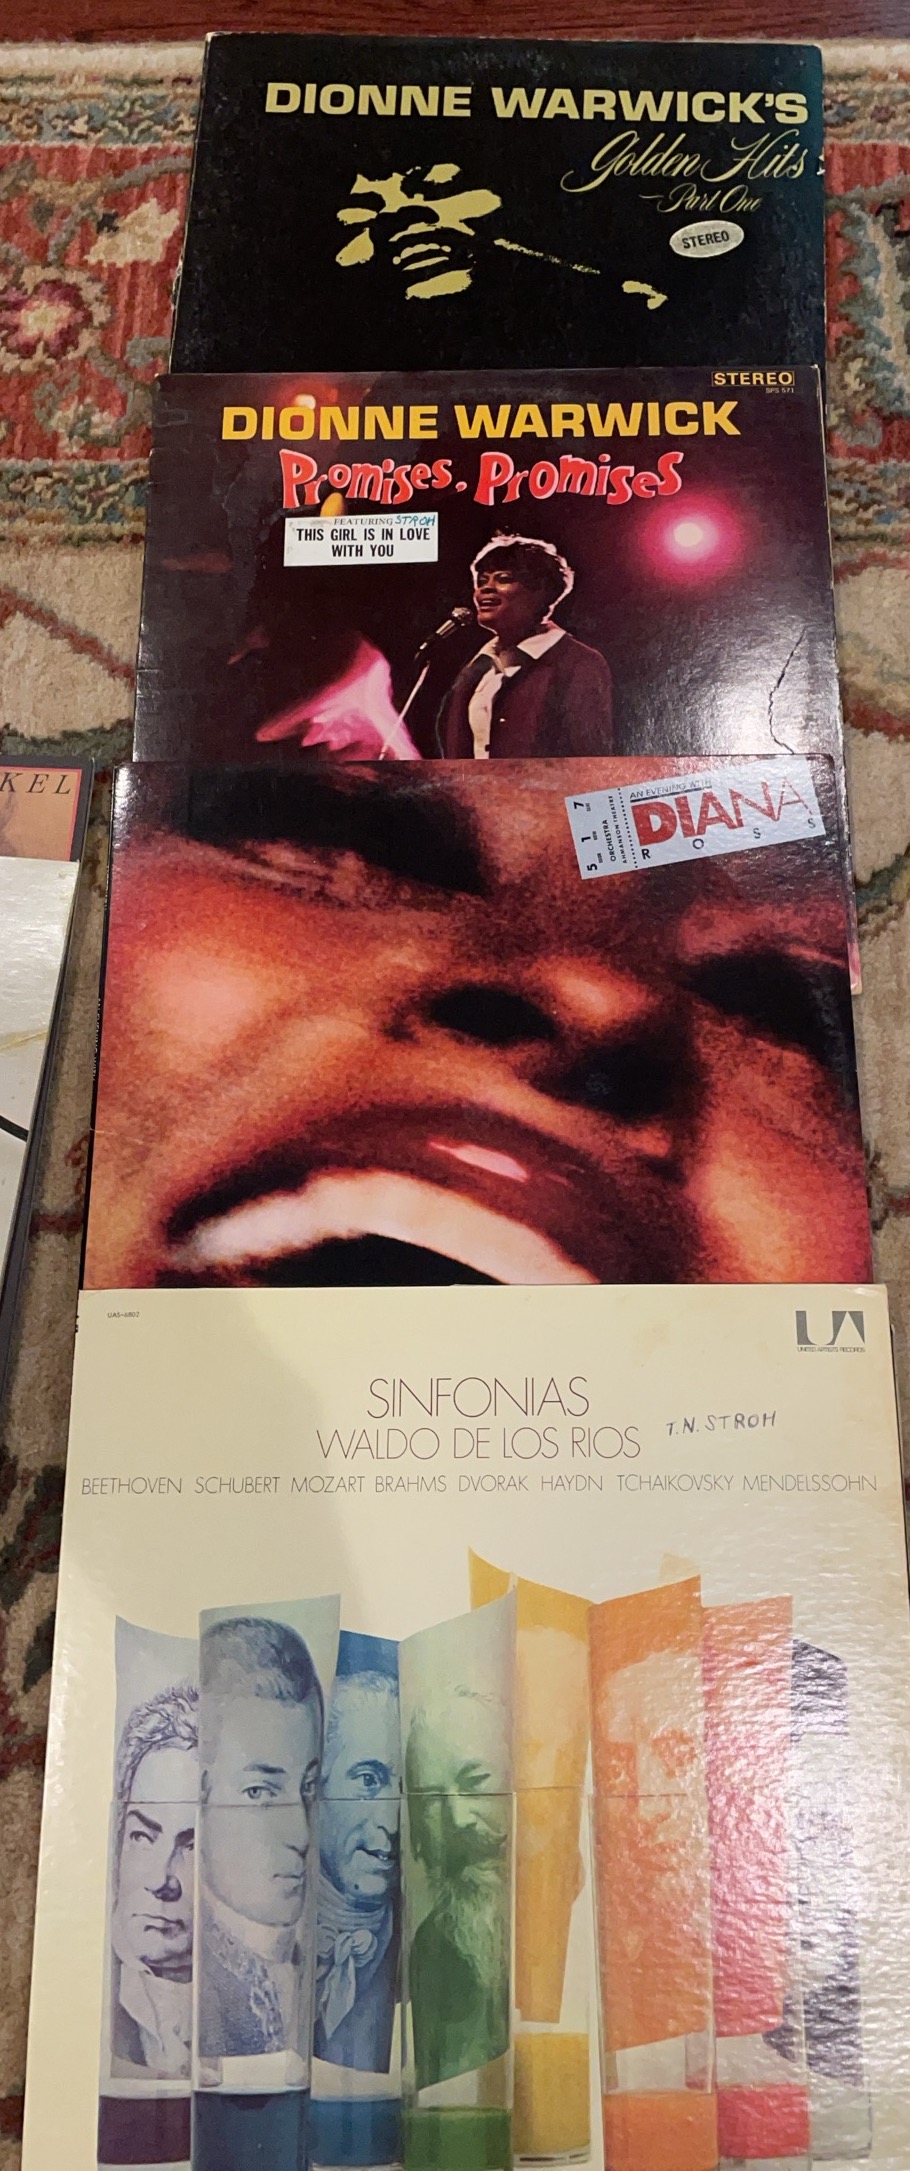 DIONNE WARWICK'S
Golden Hits
Part One
STEREO
STEREO
SPS 571
DIONNE WARWICK
Promises, Promises
FEATURING STROH
THIS GIRL IS IN LOVE
WITH YOU
AN EVENING WITH
DIANA
ROSS
7
1
5
ORCHESTRA
AHMANSON THEATRE
KEL
UAS-6802
UA
UNITED ARTISTS RECORDS
SINFONIAS
WALDO DE LOS RIOS
T.N. STROH
BEETHOVEN SCHUBERT MOZART BRAHMS DVORAK HAYDN TCHAIKOVSKY MENDELSSOHN